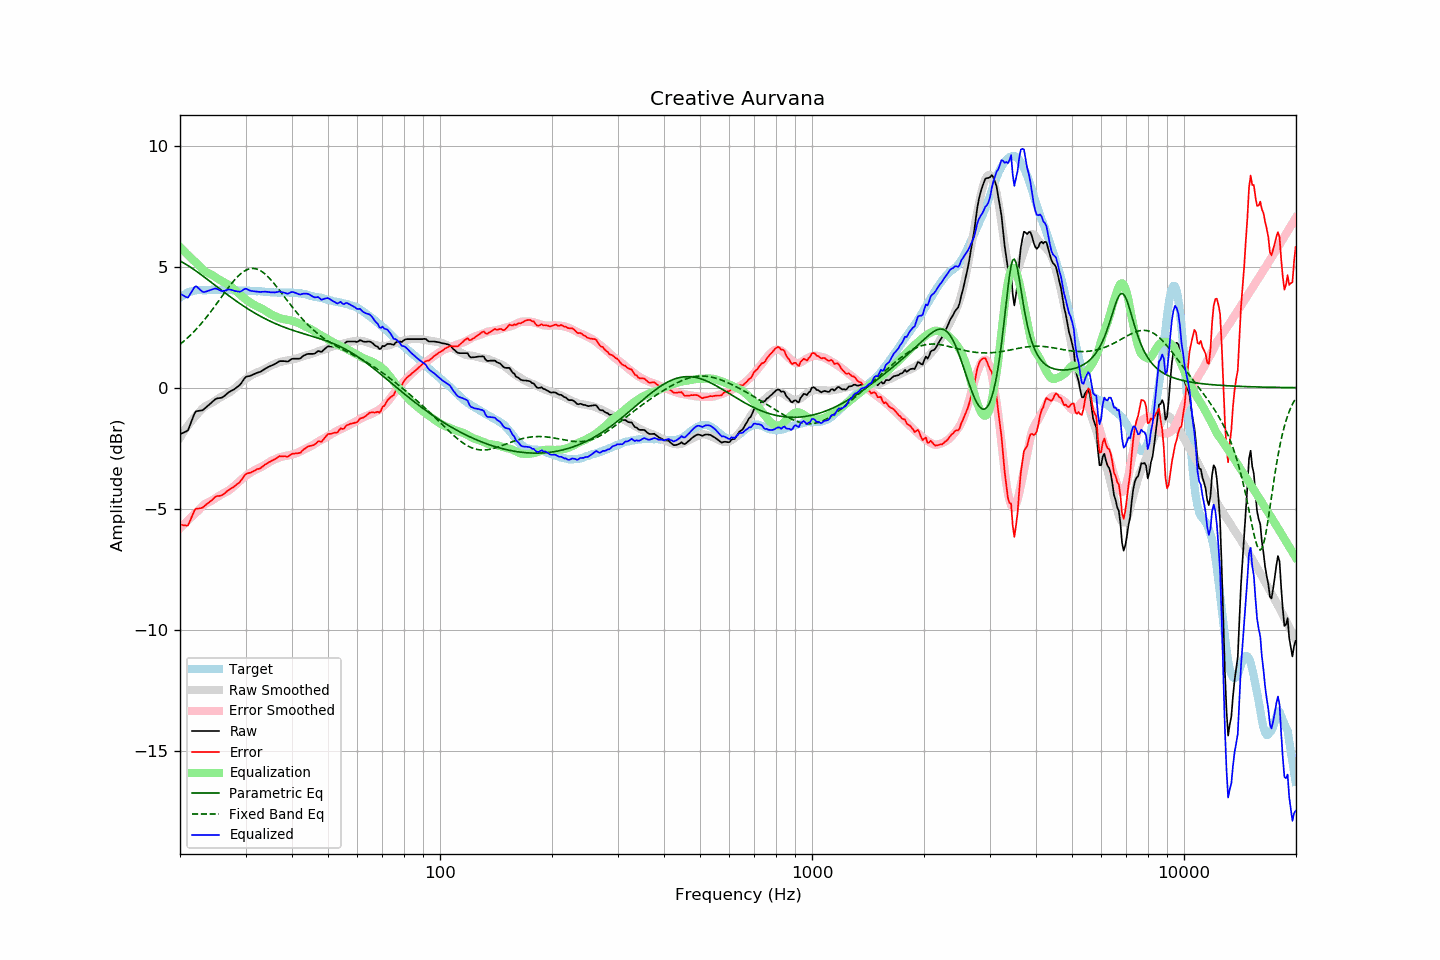 Creative Aurvana
Amplitude (dBr)
10
5
0
−5
−10
−15
Target
Raw Smoothed
Error Smoothed
Raw
Error
Equalization
Parametric Eq
Fixed Band Eq
Equalized
100
1000
10000
Frequency (Hz)